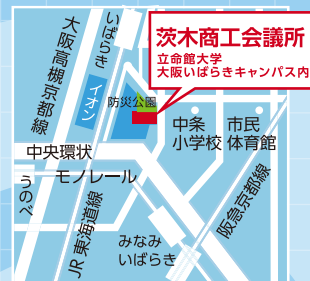 茨木商工会議所
立命館大学
大阪いばらきキャンパス内
大阪高槻京都線
いばらき
イオン
防災公園
中条
小学校
市民
体育館
中央環状
モノレール
うのべ
JR東海道線
みなみ
いばらき
阪急京都線